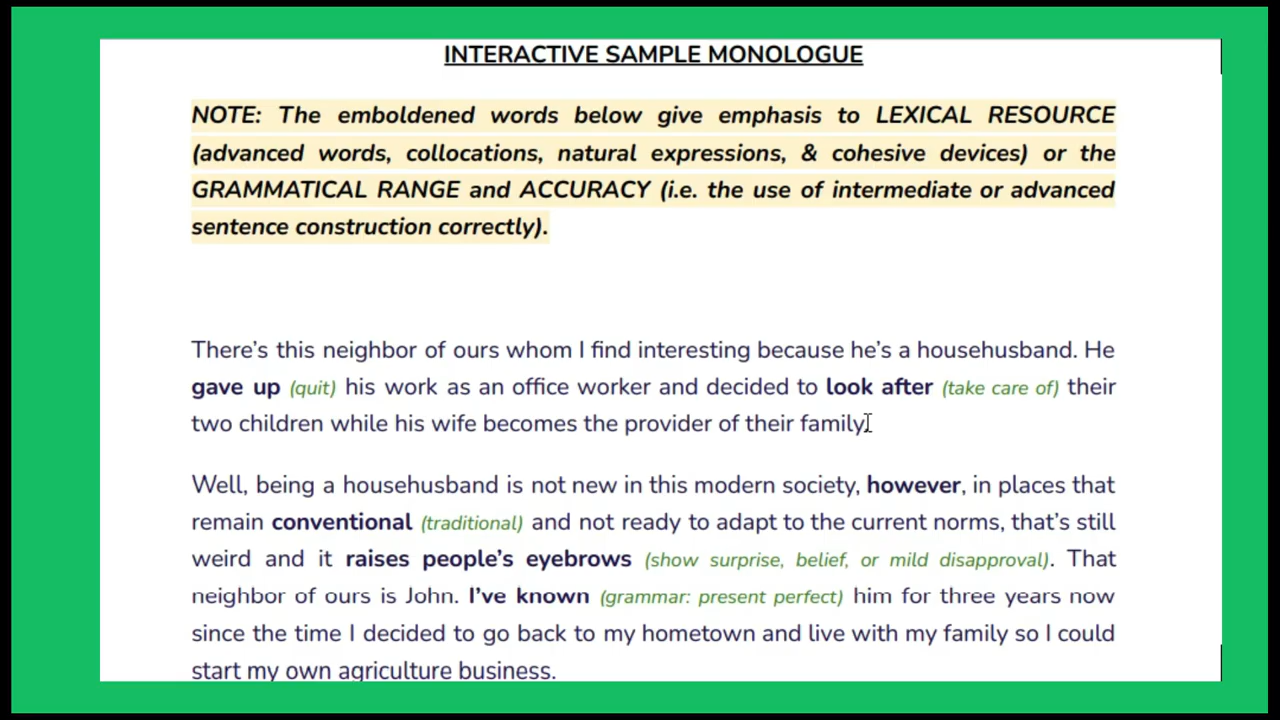 INTERACTIVE SAMPLE MONOLOGUE
NOTE: The emboldened words below give emphasis to LEXICAL RESOURCE
(advanced words, collocations, natural expressions, & cohesive devices) or the
GRAMMATICAL RANGE and ACCURACY (i.e. the use of intermediate or advanced
sentence construction correctly).
There's this neighbor of ours whom I find interesting because he's a househusband. He
gave up (quit) his work as an office worker and decided to look after (take care of) their
two children while his wife becomes the provider of their family.
Well, being a househusband is not new in this modern society, however, in places that
remain conventional (traditional) and not ready to adapt to the current norms, that's still
weird and it raises people's eyebrows (show surprise, belief, or mild disapproval). That
neighbor of ours is John. I've known (grammar: present perfect) him for three years now
since the time I decided to go back to my hometown and live with my family so I could
start my own agriculture business.